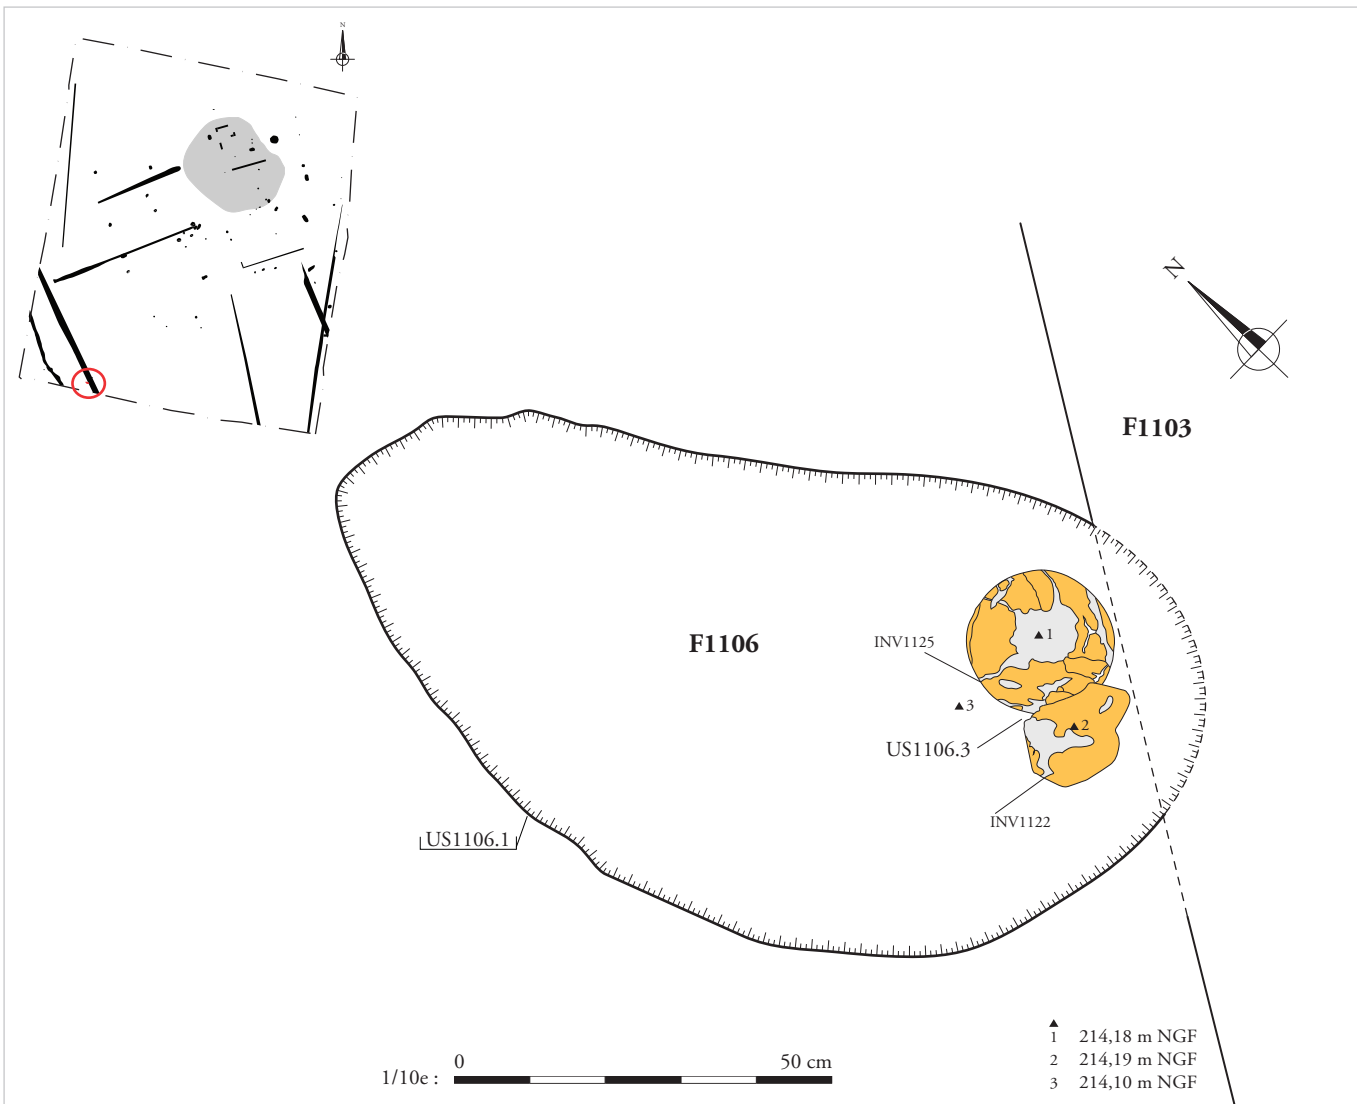 N
N
F1103
F1106
INV1125
1
3
2
US1106.3
INV1122
US1106.1
1/10e :
0
50 cm
1 214,18 m NGF
2 214,19 m NGF
3 214,10 m NGF